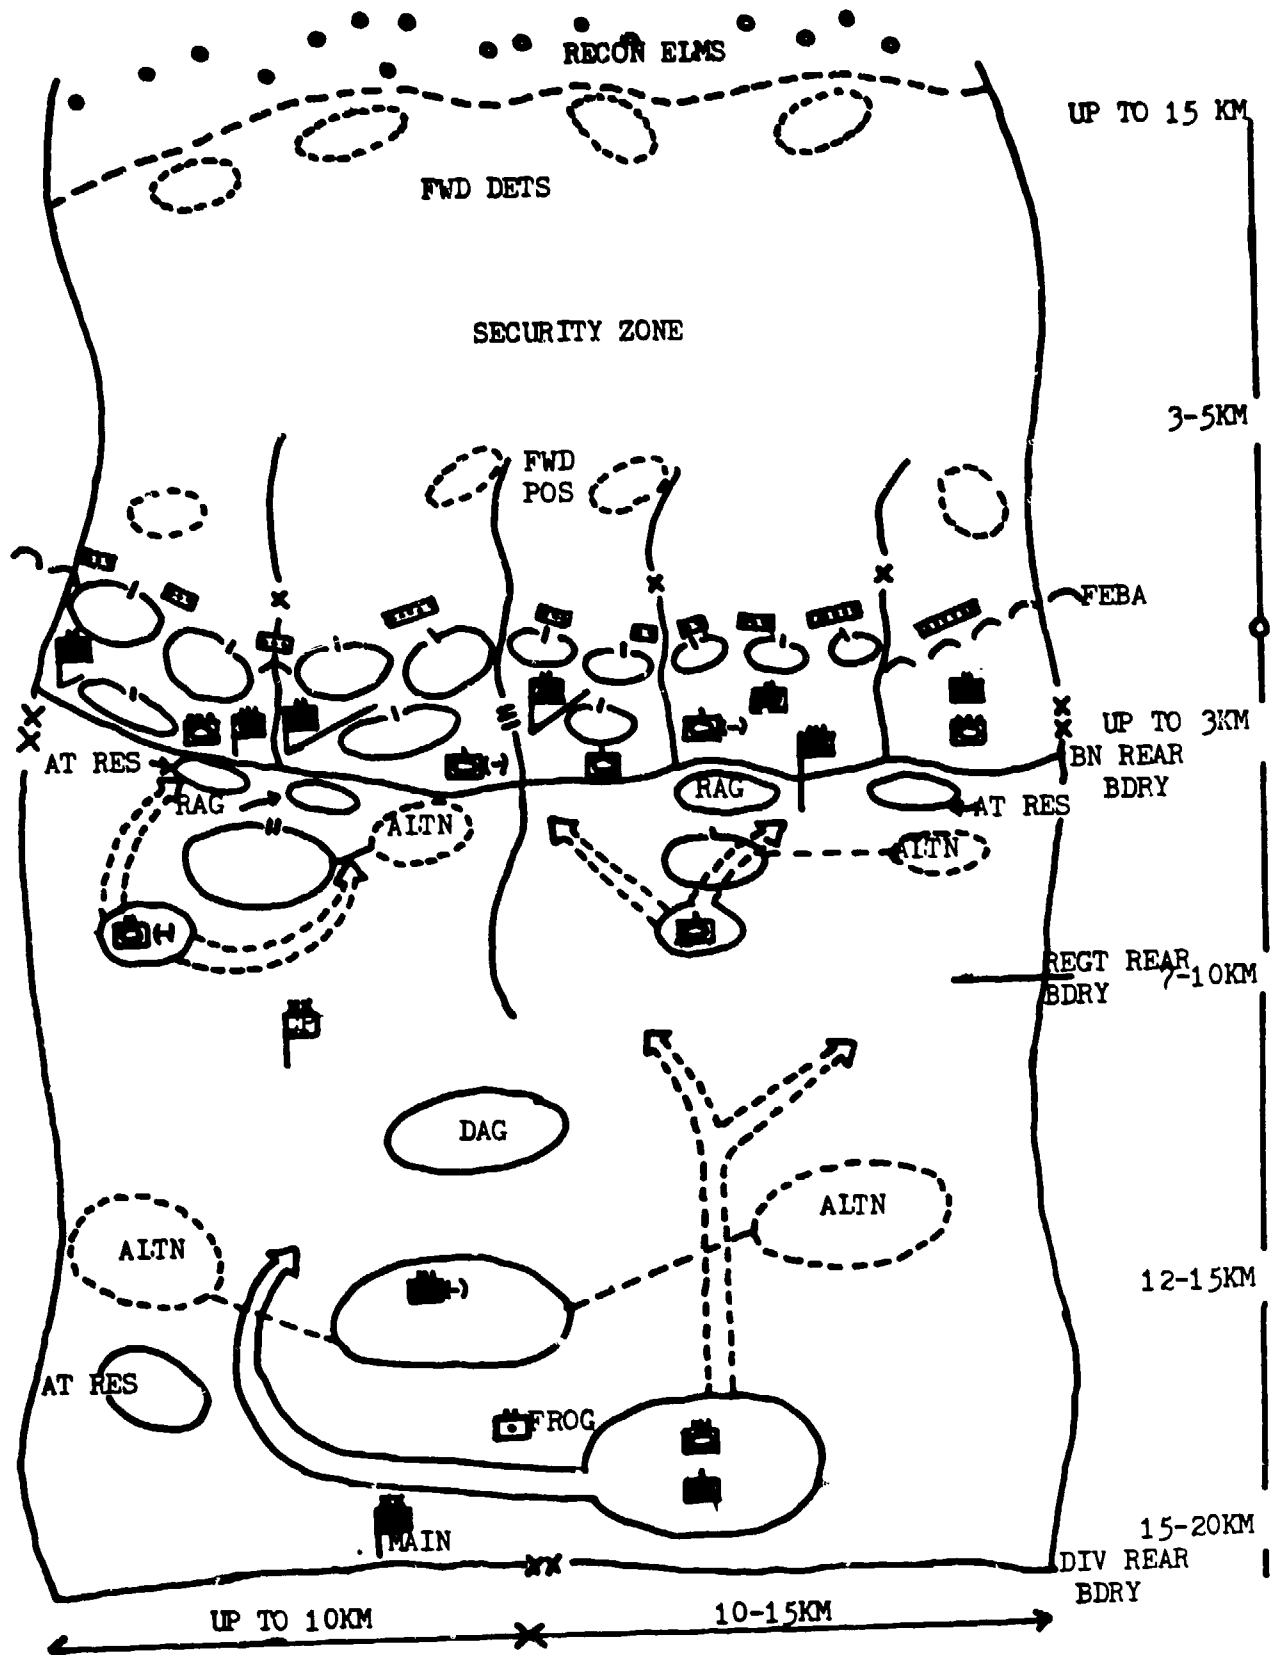 RECON ELMS
UP TO 15 KM
FWD DETS
SECURITY ZONE
3-5KM
FWD
POS
FEBA
UP TO 3KM
BN REAR
BDRY
AT RES
RAG
RAG
AT RES
ALTN
ALTN
REGT REAR
7-10KM
BDRY
CP
DAG
ALTN
ALTN
12-15KM
AT RES
FROG
15-20KM
MAIN
DIV REAR
BDRY
UP TO 10KM
10-15KM